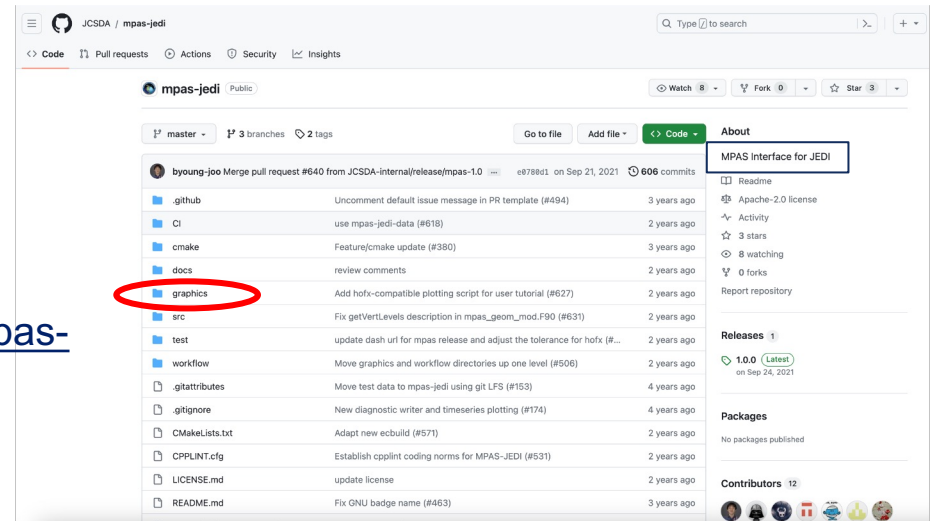 JCSDA / mpas-jedi
Type / to search
Code Pull requests Actions Security Insights
mpas-jedi Public
Watch 8 Fork 0 Star 3
master 3 branches 2 tags Go to file Add file Code
About
MPAS Interface for JEDI
byoung-joo Merge pull request #640 from JCSDA-internal/release/mpas-1.0 ... e0780d1 on Sep 21, 2021 606 commits
Readme
Apache-2.0 license
Activity
3 stars
8 watching
0 forks
Report repository
.github Uncomment default issue message in PR template (#494) 3 years ago
CI use mpas-jedi-data (#618) 2 years ago
cmake Feature/cmake update (#380) 3 years ago
docs review comments 2 years ago
graphics Add hofx-compatible plotting script for user tutorial (#627) 2 years ago
src Fix getVertLevels description in mpas_geom_mod.F90 (#631) 2 years ago
pas-
test update dash url for mpas release and adjust the tolerance for hofx (#... 2 years ago
workflow Move graphics and workflow directories up one level (#506) 2 years ago
.gitattributes Move test data to mpas-jedi using git LFS (#153) 4 years ago
.gitignore New diagnostic writer and timeseries plotting (#174) 4 years ago
CMakeLists.txt Adapt new ecbuild (#571) 2 years ago
CPPLINT.cfg Establish cpplint coding norms for MPAS-JEDI (#531) 2 years ago
LICENSE.md update license 2 years ago
README.md Fix GNU badge name (#463) 3 years ago
Releases 1
1.0.0 Latest
on Sep 24, 2021
Packages
No packages published
Contributors 12